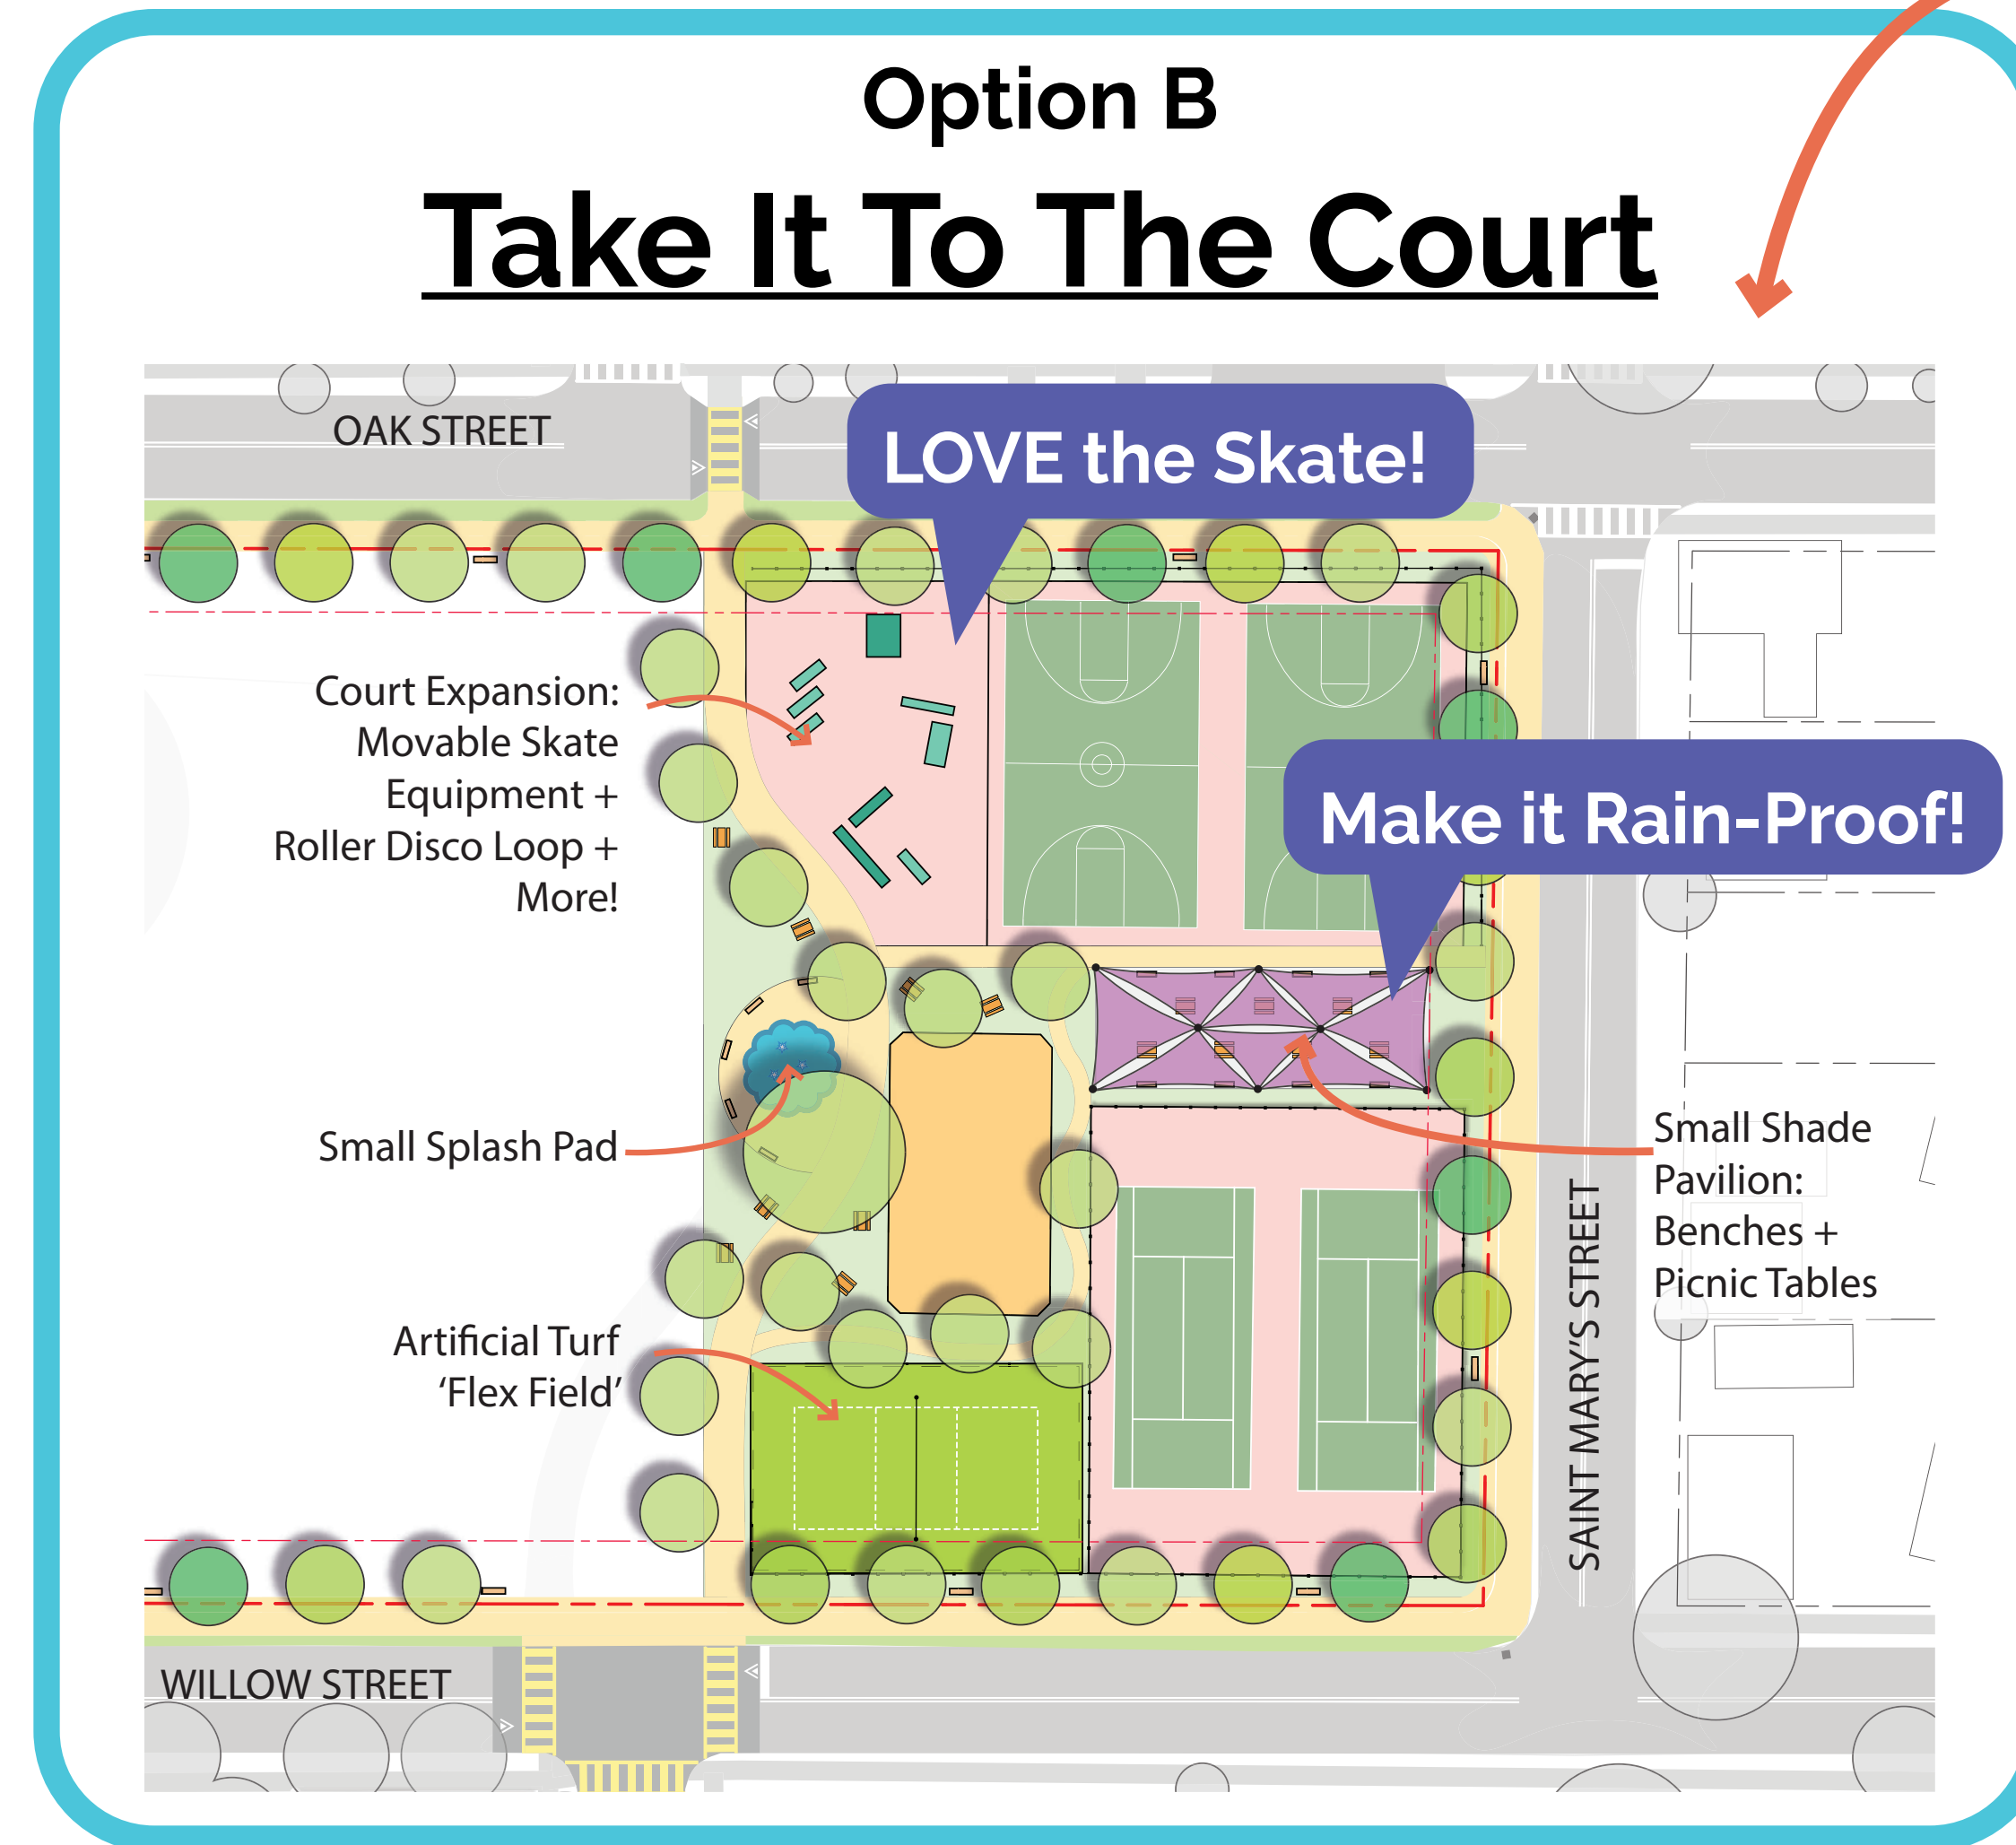 Option B
Take It To The Court
OAK STREET
LOVE the Skate!
Court Expansion:
Movable Skate
Equipment +
Roller Disco Loop +
More!
Make it Rain-Proof!
Small Splash Pad
Small Shade
Pavilion:
Benches +
Picnic Tables
Artificial Turf
‘Flex Field’
SAINT MARY’S STREET
WILLOW STREET